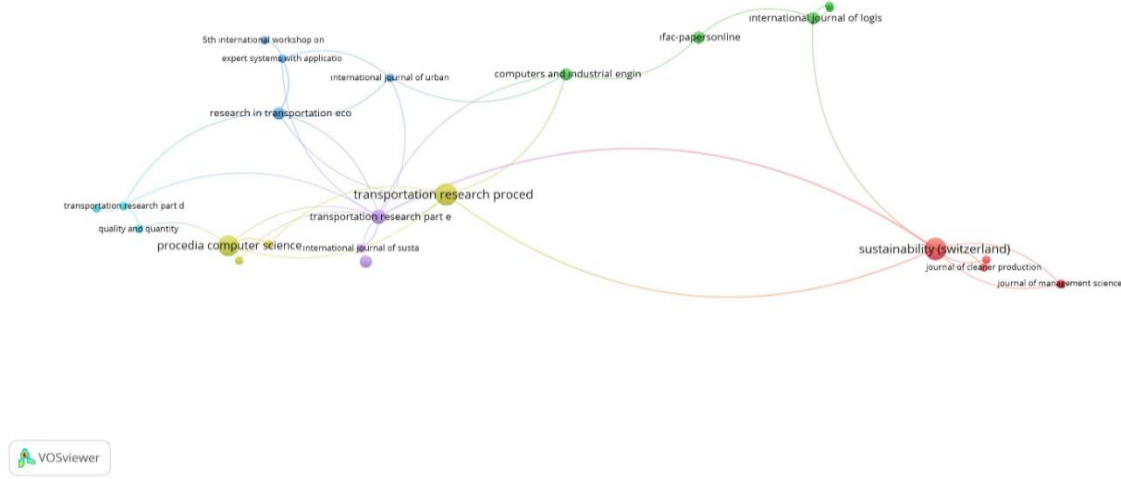 international journal of logis
ifac-papersonline
5th international workshop on
expert systems with applicatio
international journal of urban
computers and industrial engin
research in transportation eco
transportation research proced
transportation research part d
transportation research part e
quality and quantity
procedia computer science
international journal of susta
sustainability (switzerland)
journal of cleaner production
journal of management science
VOSviewer